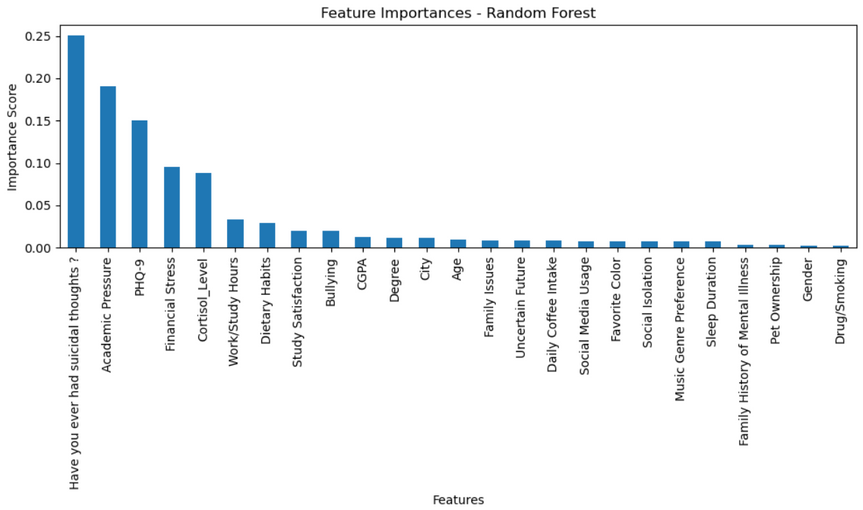 Feature Importances - Random Forest
Importance Score
0.25
0.20
0.15
0.10
0.05
0.00
Have you ever had suicidal thoughts ?
Academic Pressure
PHQ-9
Financial Stress
Cortisol_Level
Work/Study Hours
Dietary Habits
Study Satisfaction
Bullying
CGPA
Degree
City
Age
Family Issues
Uncertain Future
Daily Coffee Intake
Social Media Usage
Favorite Color
Social Isolation
Music Genre Preference
Sleep Duration
Family History of Mental Illness
Pet Ownership
Gender
Drug/Smoking
Features